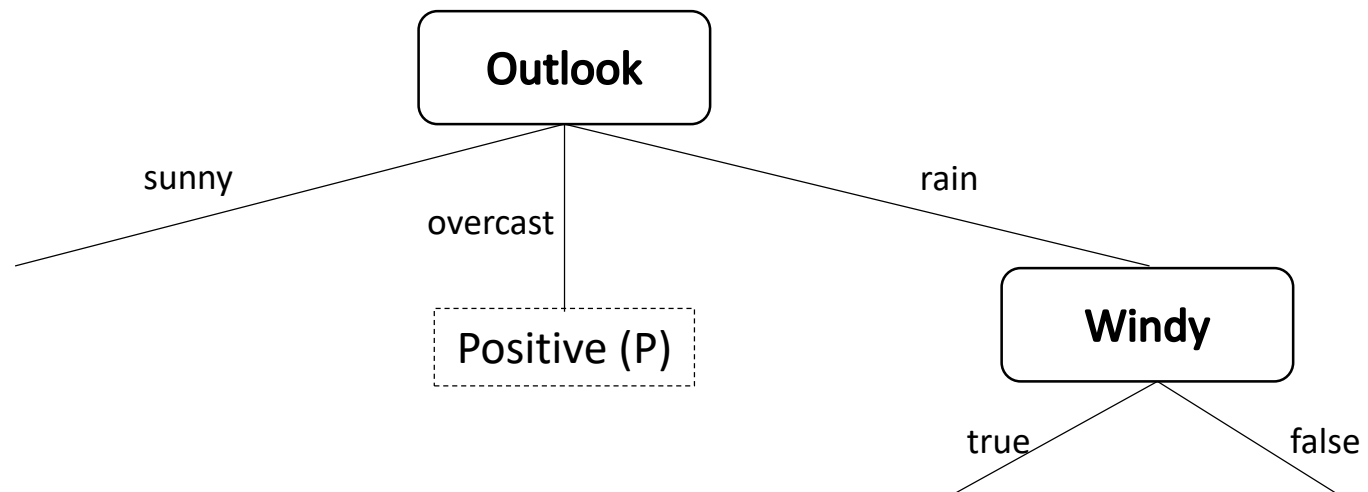 Outlook
sunny
rain
overcast
Positive (P)
Windy
true
false